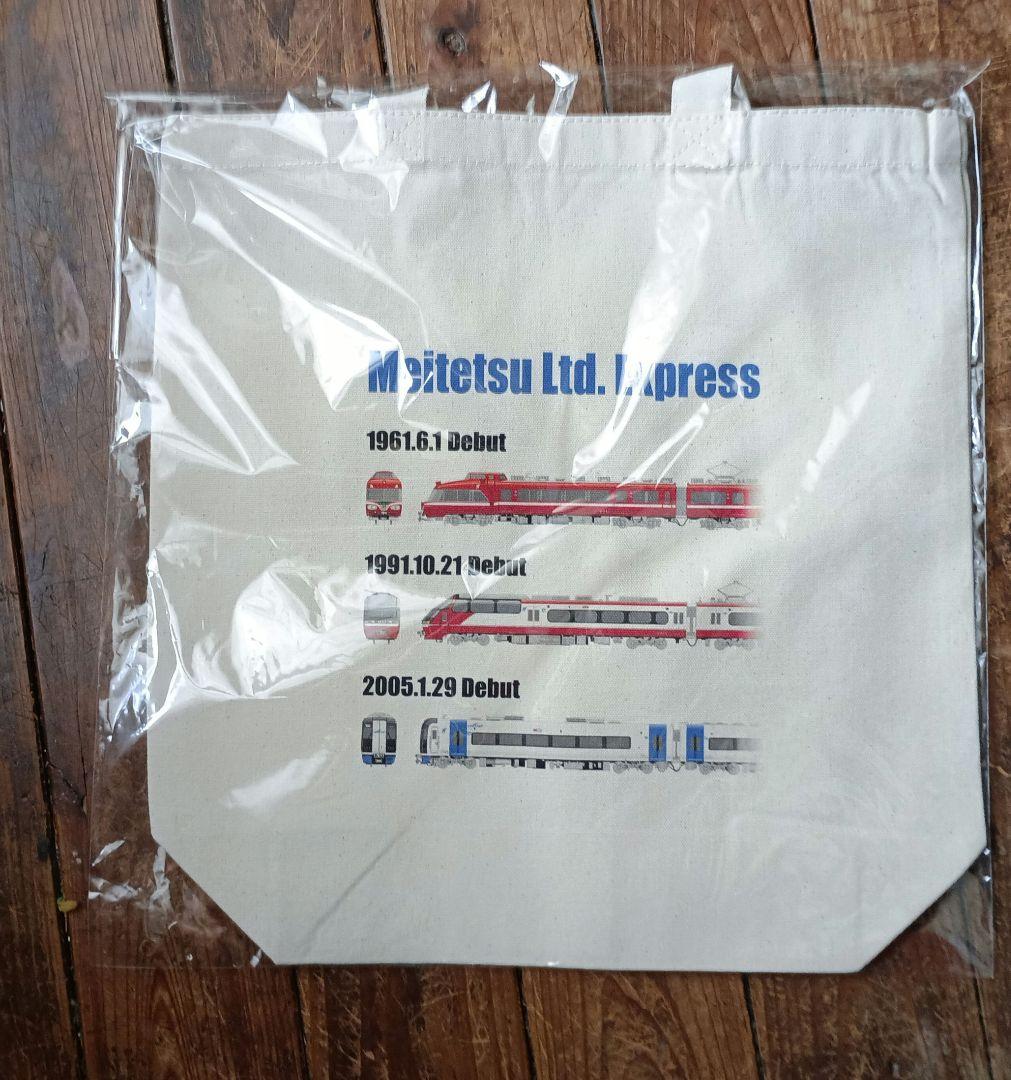 Meitetsu Ltd. Express
1961.6.1 Debut
1991.10.21 Debut
2005.1.29 Debut